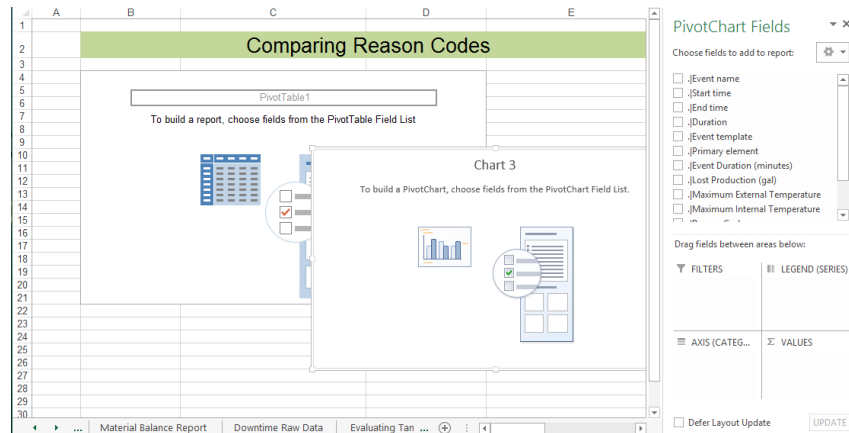 A B C D E
1
2 Comparing Reason Codes
3
4
5
6 PivotTable1
7 To build a report, choose fields from the PivotTable Field List
8
9
10
11 Chart 3
12
13 To build a PivotChart, choose fields from the PivotChart Field List.
14
15
16
17
18
19
20
21
22
23
24
25
26
27
28
29
30
... Material Balance Report Downtime Raw Data Evaluating Tan ...
PivotChart Fields
Choose fields to add to report:
.|Event name
.|Start time
.|End time
.|Duration
.|Event template
.|Primary element
.|Event Duration (minutes)
.|Lost Production (gal)
.|Maximum External Temperature
.|Maximum Internal Temperature
Drag fields between areas below:
FILTERS
LEGEND (SERIES)
AXIS (CATEG...
Σ VALUES
Defer Layout Update
UPDATE